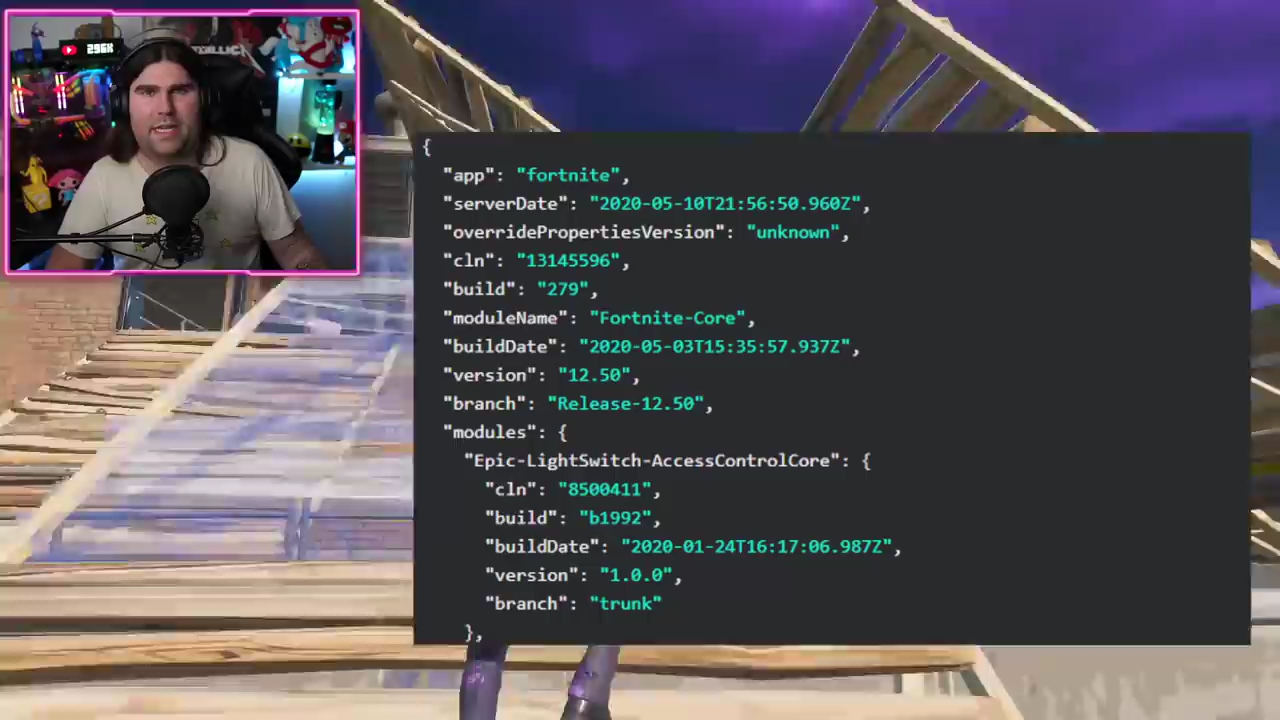 296K
METALLICA
{
"app": "fortnite",
"serverDate": "2020-05-10T21:56:50.960Z",
"overridePropertiesVersion": "unknown",
"cln": "13145596",
"build": "279",
"moduleName": "Fortnite-Core",
"buildDate": "2020-05-03T15:35:57.937Z",
"version": "12.50",
"branch": "Release-12.50",
"modules": {
"Epic-LightSwitch-AccessControlCore": {
"cln": "8500411",
"build": "b1992",
"buildDate": "2020-01-24T16:17:06.987Z",
"version": "1.0.0",
"branch": "trunk"
},